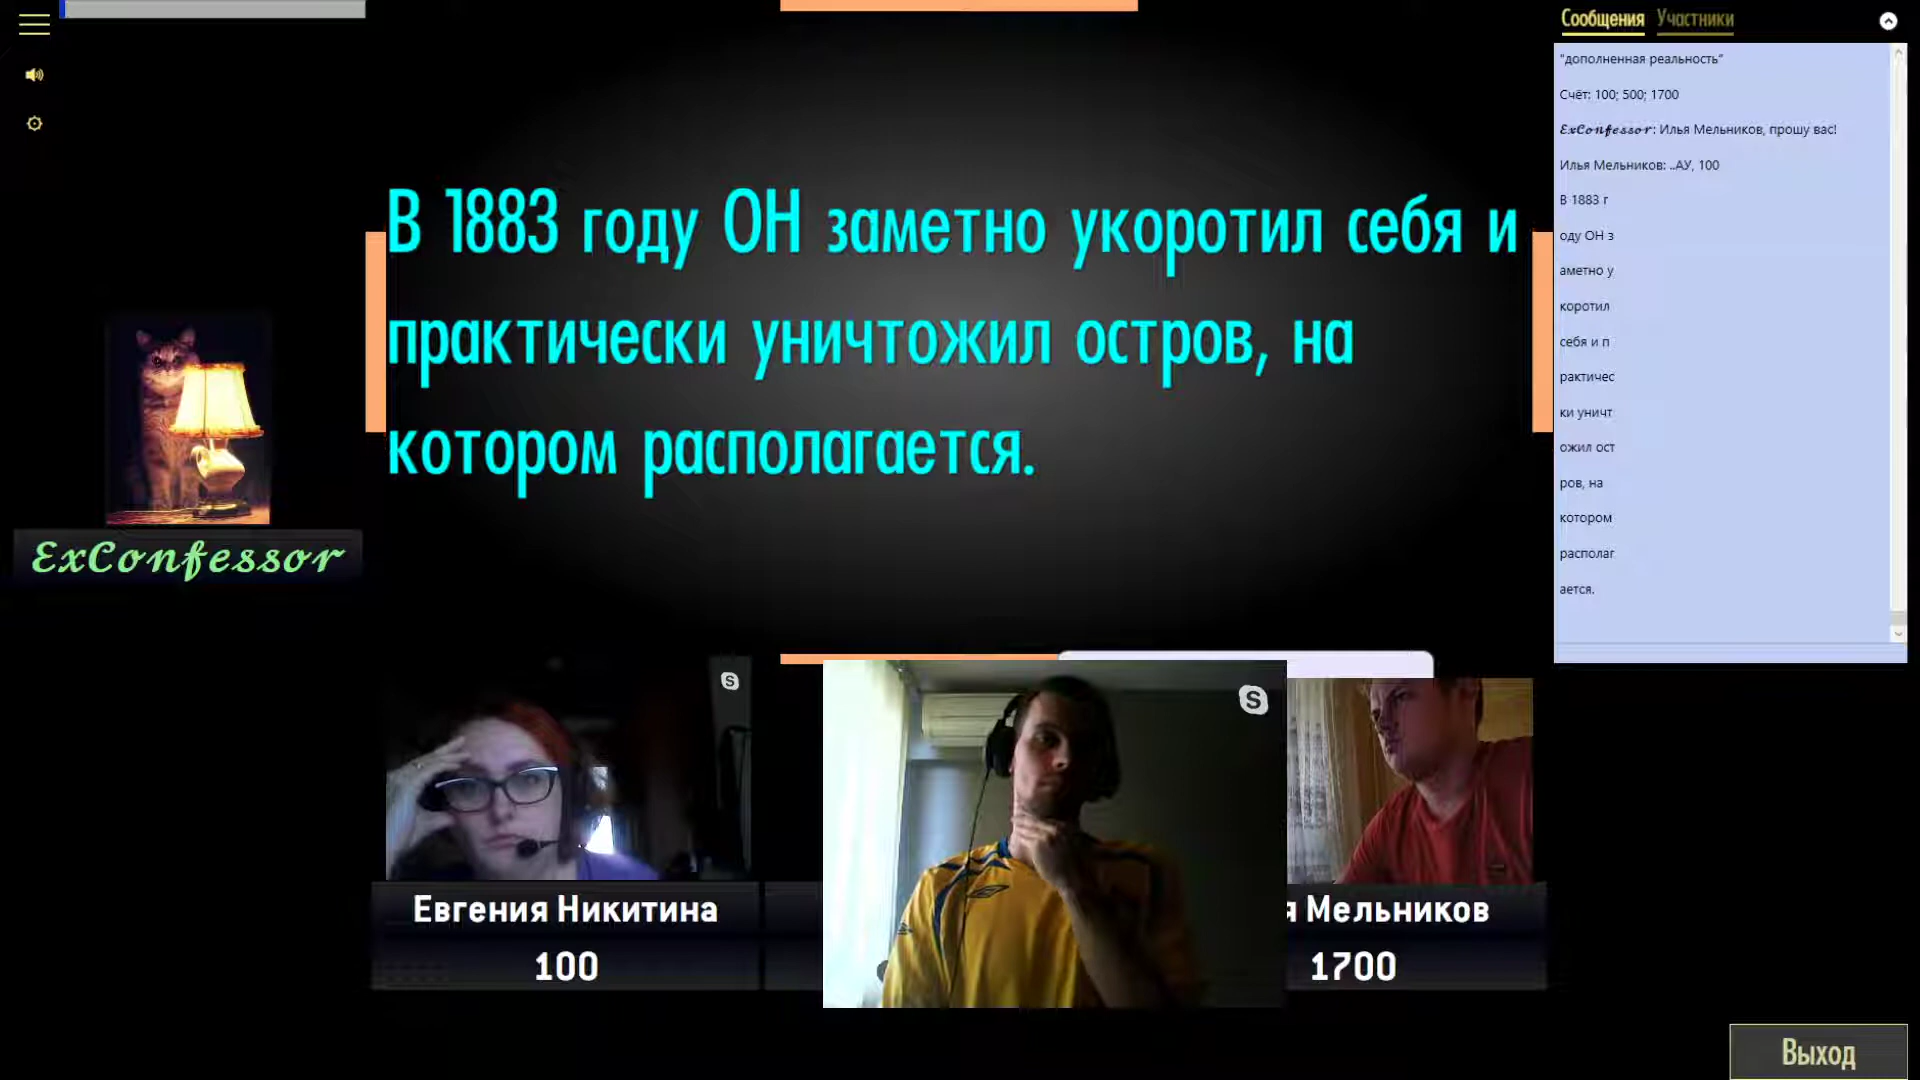 Сообщения Участники
"дополненная реальность"
Счёт: 100; 500; 1700
ExConfessor: Илья Мельников, прошу вас!
Илья Мельников: ..АУ, 100
В 1883 г
оду ОН з
аметно у
коротил
себя и п
рактичес
ки уничт
ожил ост
ров, на
котором
располаг
ается.
В 1883 году ОН заметно укоротил себя и
практически уничтожил остров, на
котором располагается.
ExConfessor
Евгения Никитина
100
я Мельников
1700
Выход